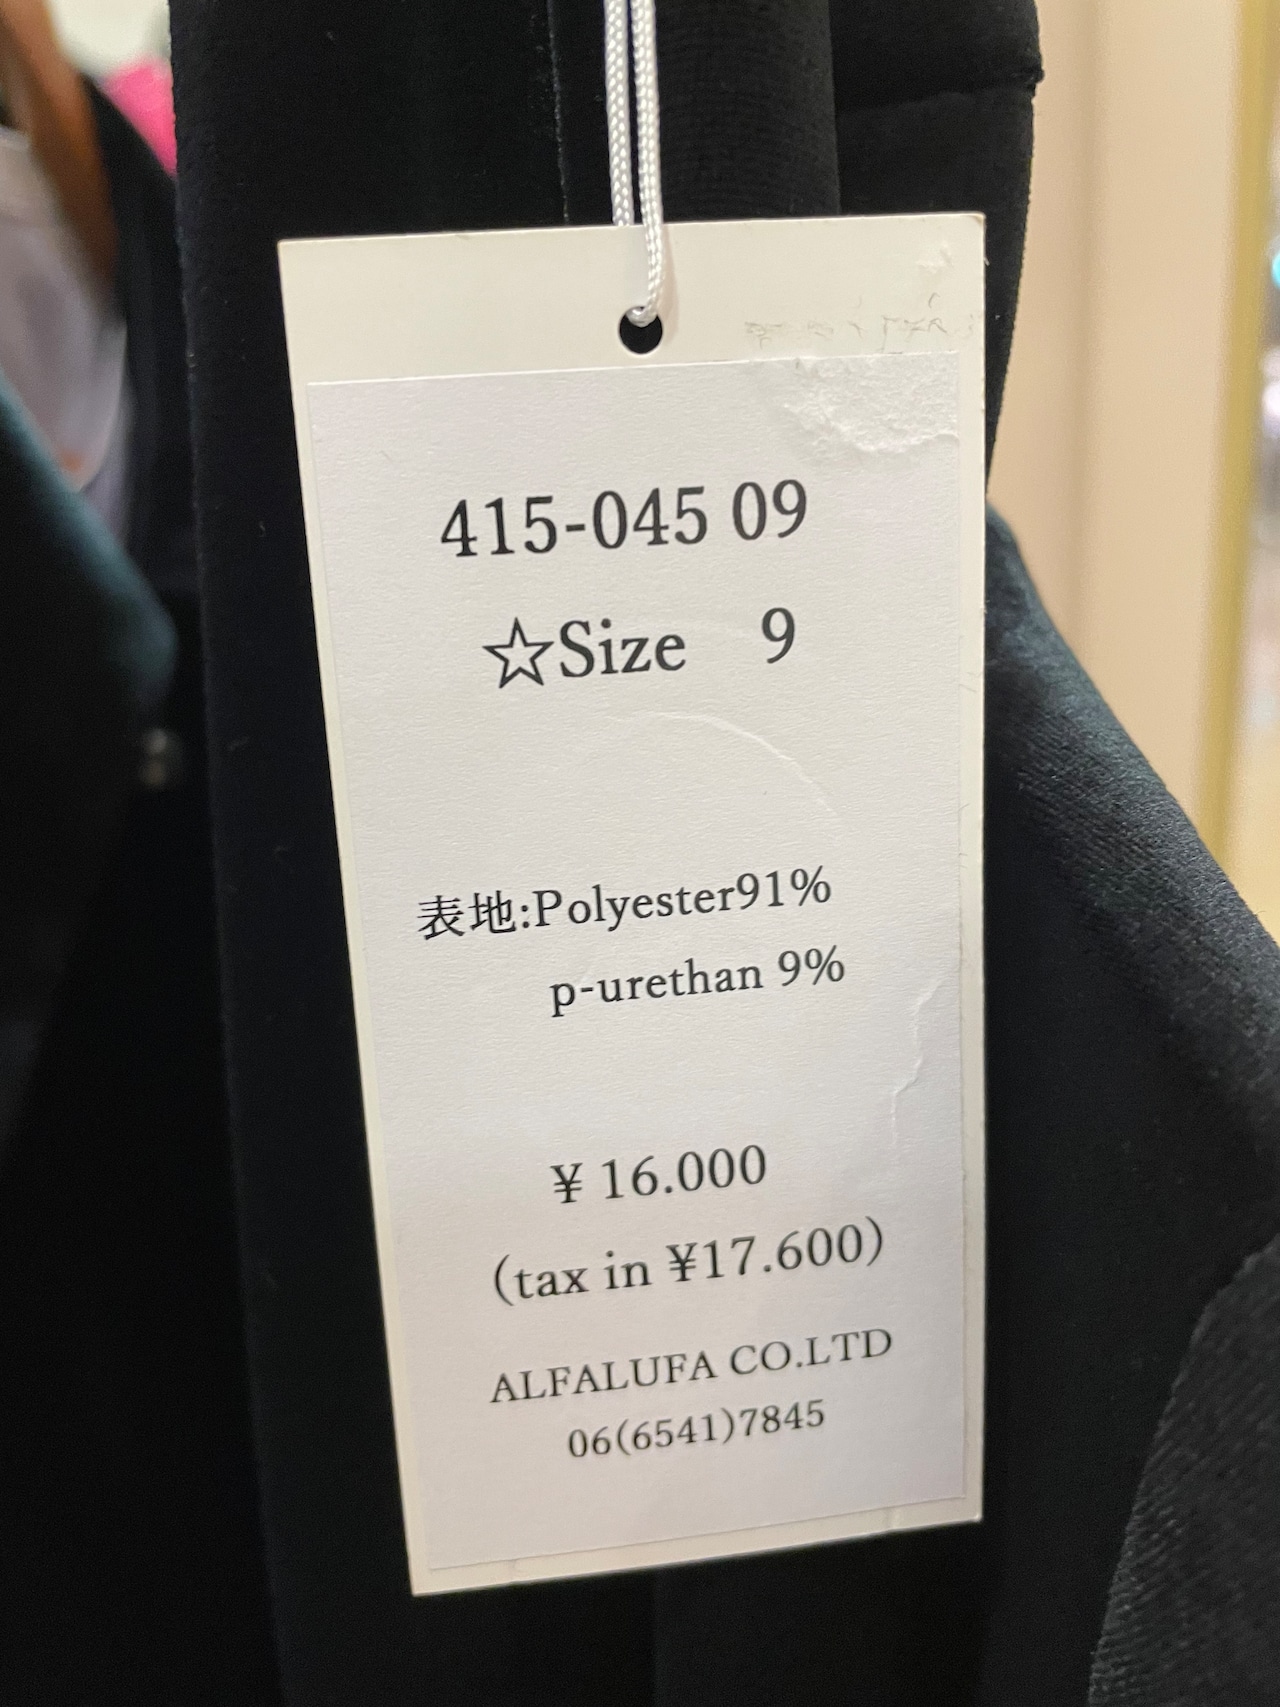 415-045 09
☆Size 9
表地:Polyester91%
p-urethan 9%
¥ 16.000
(tax in ¥17.600)
ALFALUFA CO.LTD
06(6541)7845